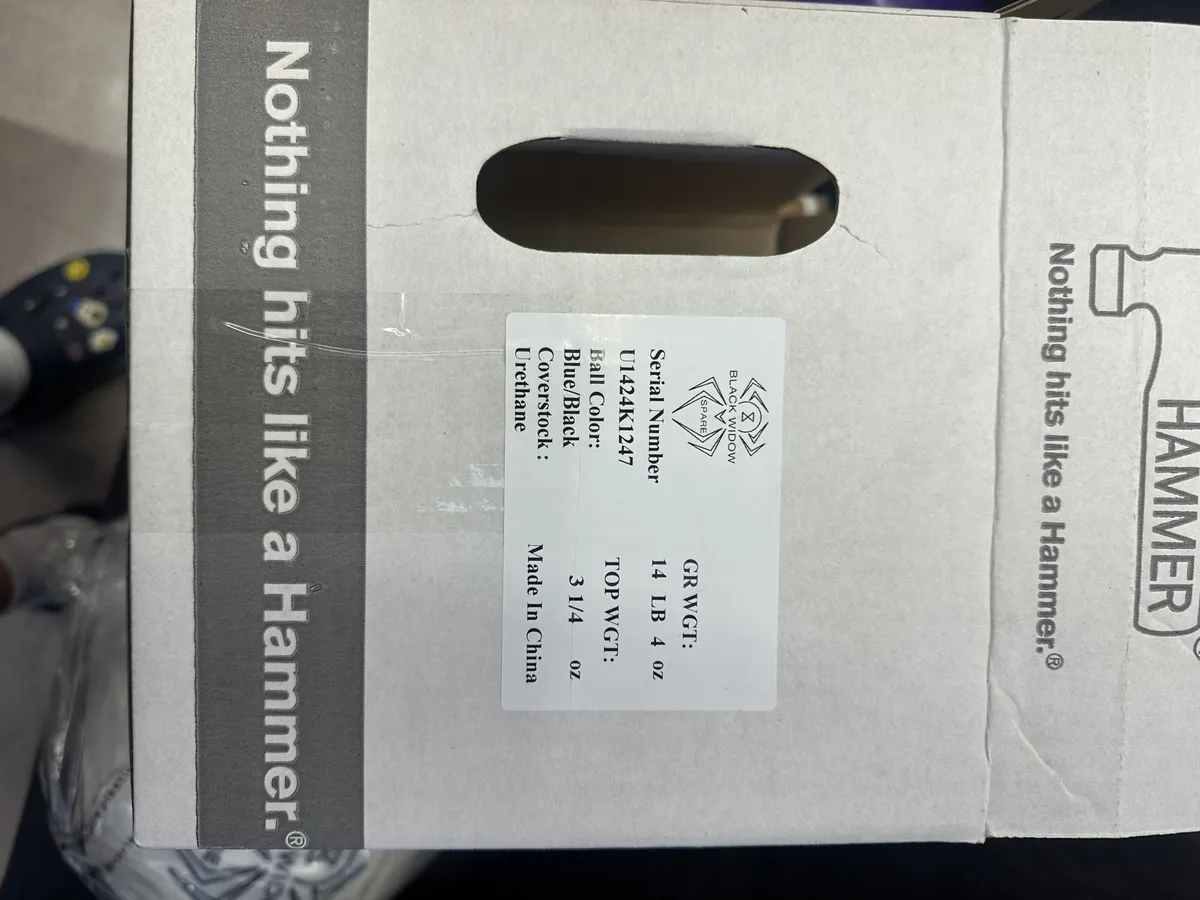 HAMMER
Nothing hits like a Hammer.®
BLACK WIDOW
SPARE
Serial Number
U1424K1247
Ball Color:
Blue/Black
Coverstock :
Urethane
GR WGT:
14 LB 4 oz
TOP WGT:
3 1/4 oz
Made In China
Nothing hits like a Hammer.®